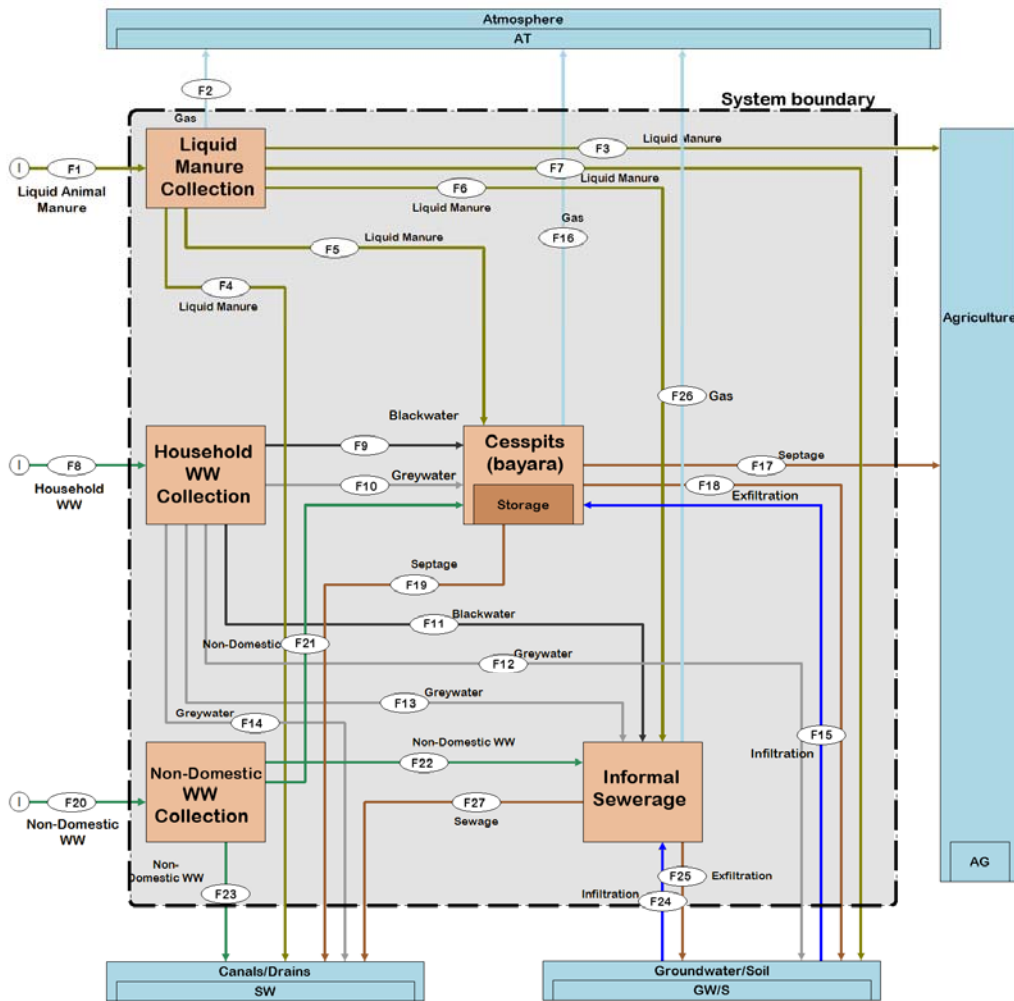 Atmosphere
AT
F2
System boundary
Gas
Liquid
Manure
Collection
F3
Liquid Manure
I
F1
F7
Liquid Animal
Manure
Liquid Manure
F6
Liquid Manure
Gas
F16
Liquid Manure
F5
F4
Liquid Manure
Agriculture
F26
Gas
Blackwater
Household
WW
Collection
F9
Cesspits
(bayara)
I
F8
Household
WW
Greywater
F10
Septage
F17
F18
Exfiltration
Storage
Septage
F19
Blackwater
F11
Non-Domestic
F21
Greywater
F12
Greywater
F13
Greywater
F14
F15
Infiltration
Non-Domestic WW
F22
Non-Domestic
WW
Collection
Informal
Sewerage
I
F20
Non-Domestic
WW
F27
Sewage
AG
Non-
Domestic WW
F23
F25
Exfiltration
Infiltration
F24
Canals/Drains
SW
Groundwater/Soil
GW/S